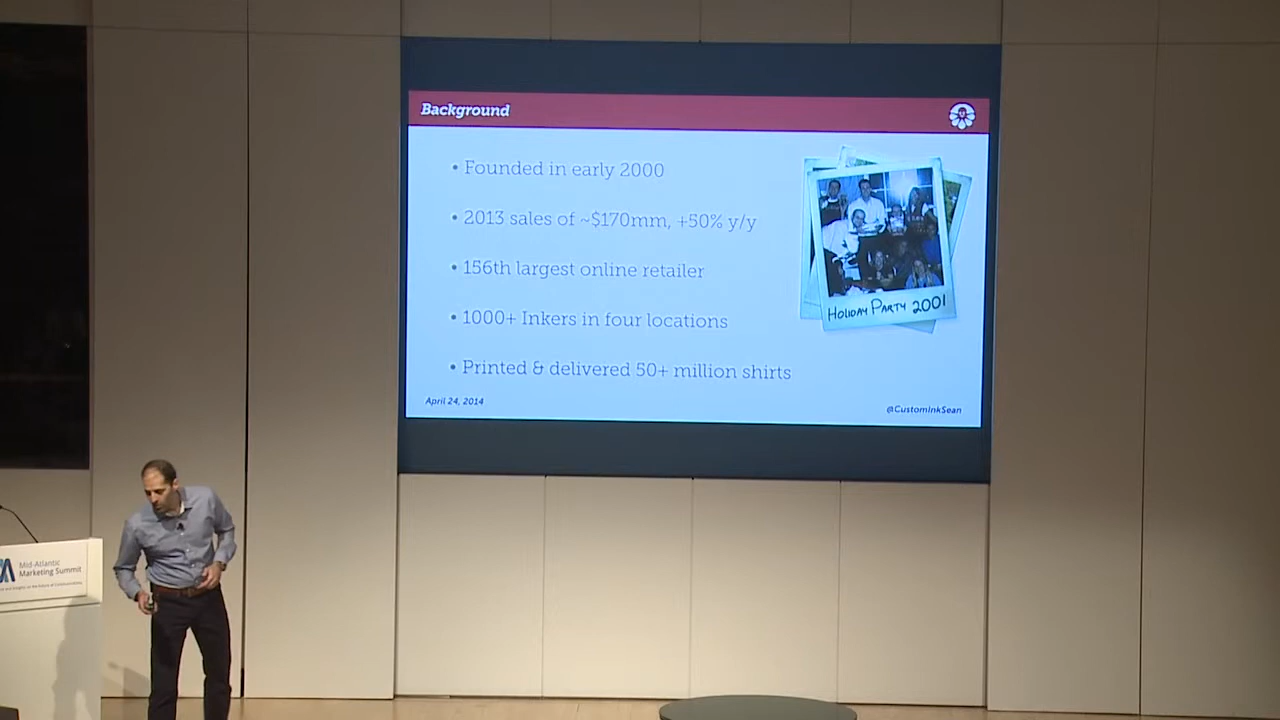 Background
• Founded in early 2000
• 2013 sales of ~$170mm, +50% y/y
• 156th largest online retailer
• 1000+ Inkers in four locations
• Printed & delivered 50+ million shirts
HOLIDAY PARTY 2001
April 24, 2014
@CustomInkSean
Mid-Atlantic
Marketing Summit